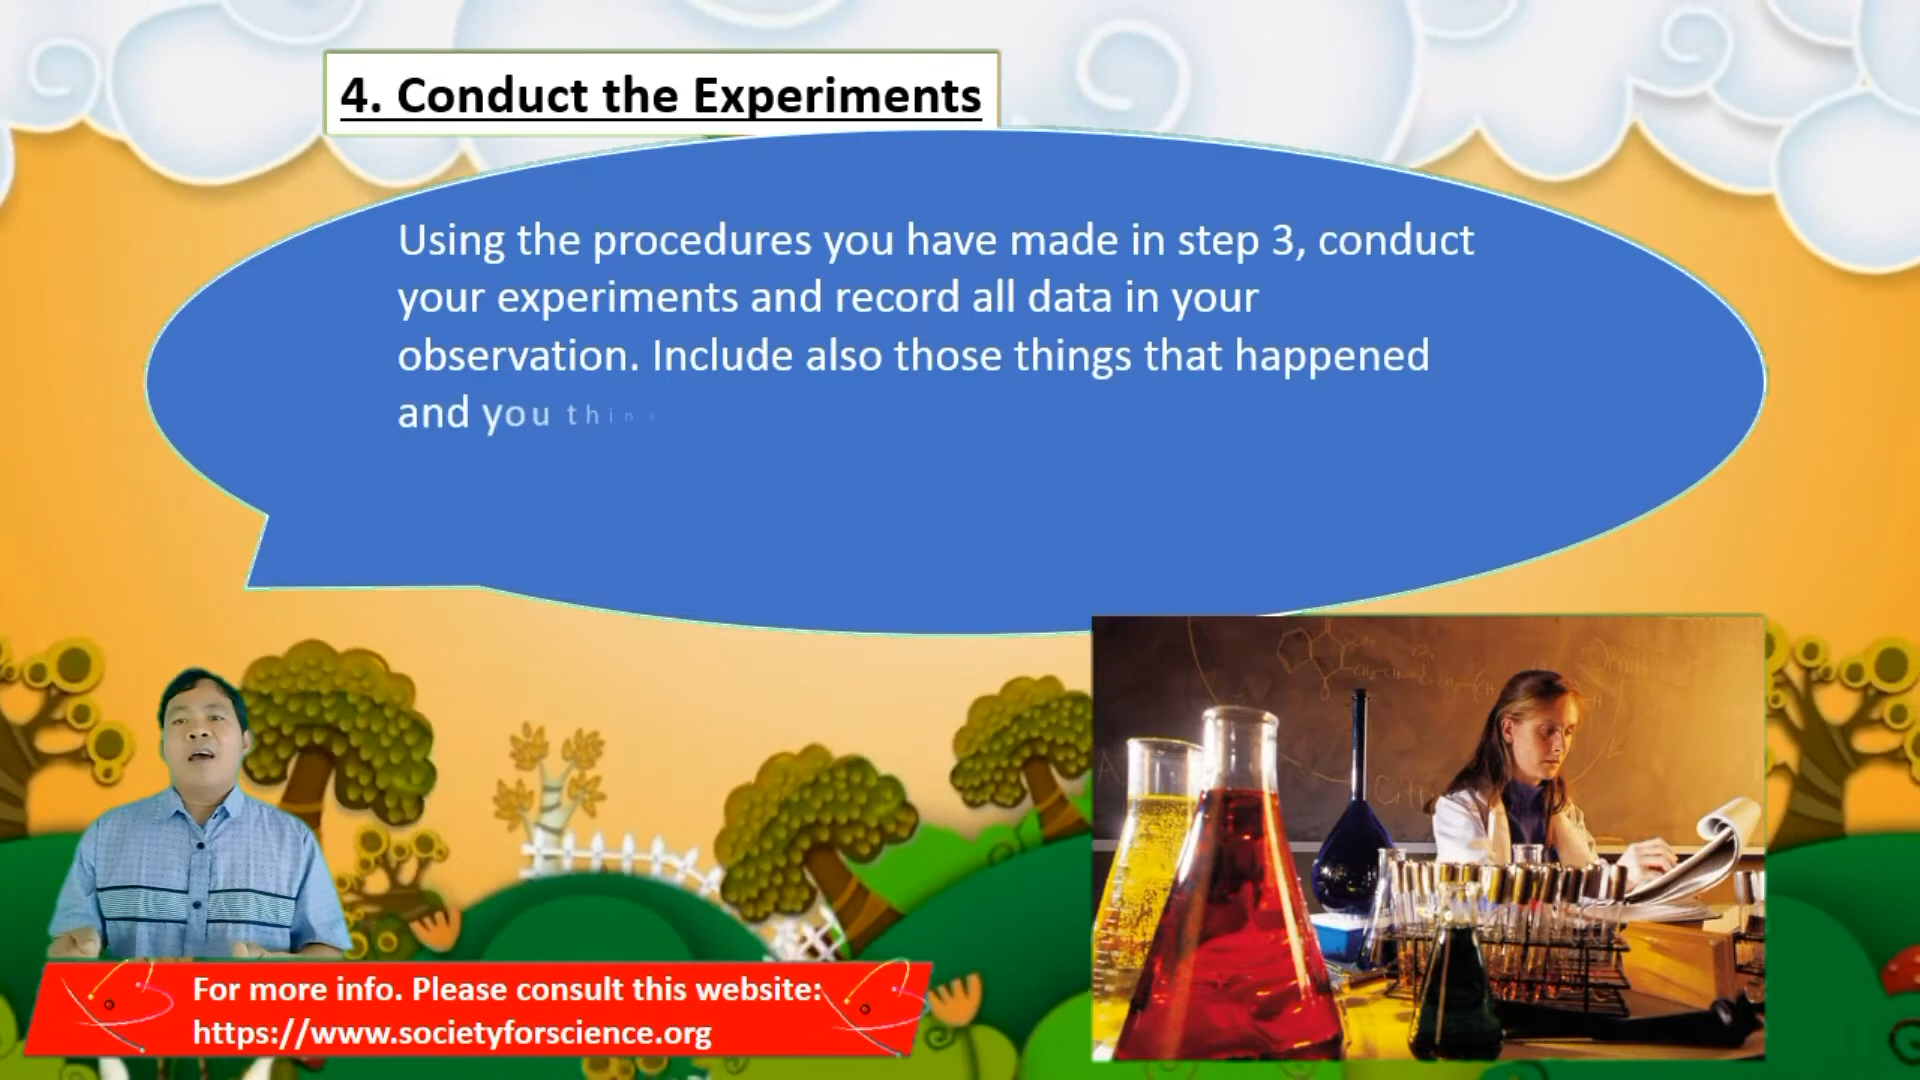 4. Conduct the Experiments
Using the procedures you have made in step 3, conduct
your experiments and record all data in your
observation. Include also those things that happened
and you
For more info. Please consult this website:
https://www.societyforscience.org